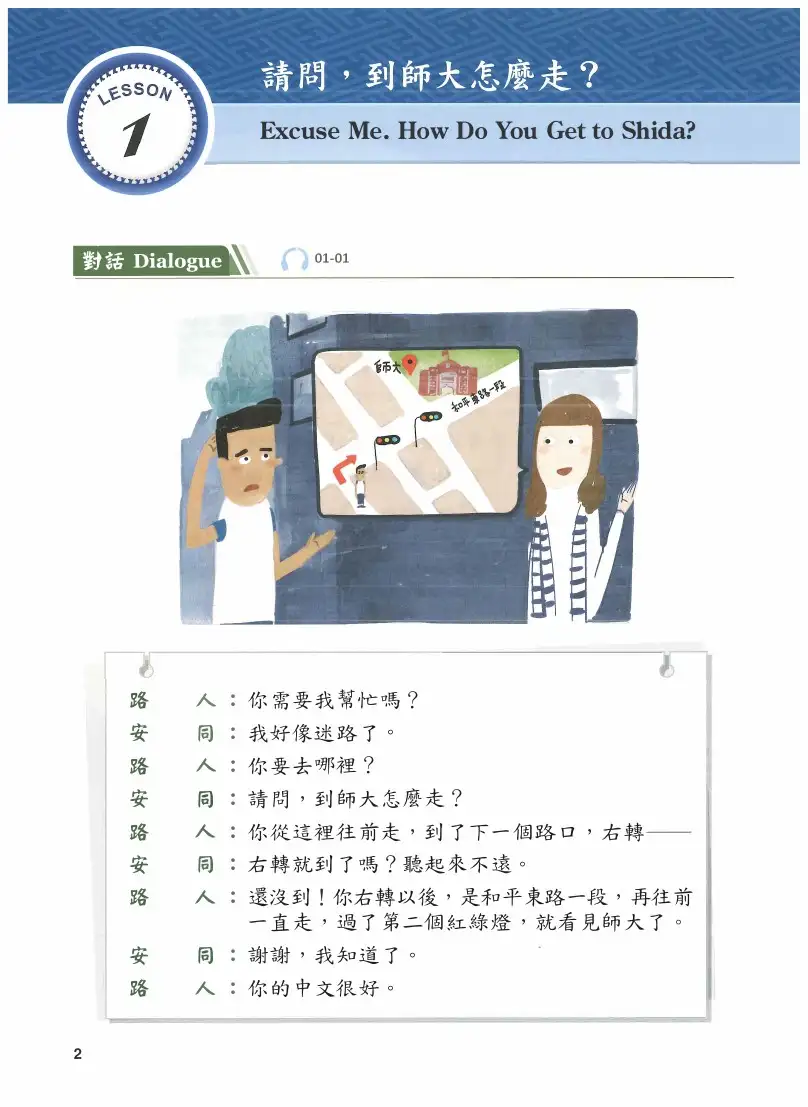 LESSON
1
請問，到師大怎麼走？
Excuse Me. How Do You Get to Shida?
對話 Dialogue
01-01
師大
和平東路一段
路 人：你需要我幫忙嗎？
安 同：我好像迷路了。
路 人：你要去哪裡？
安 同：請問，到師大怎麼走？
路 人：你從這裡往前走，到了下一個路口，右轉——
安 同：右轉就到了嗎？聽起來不遠。
路 人：還沒到！你右轉以後，是和平東路一段，再往前
一直走，過了第二個紅綠燈，就看見師大了。
安 同：謝謝，我知道了。
路 人：你的中文很好。
2